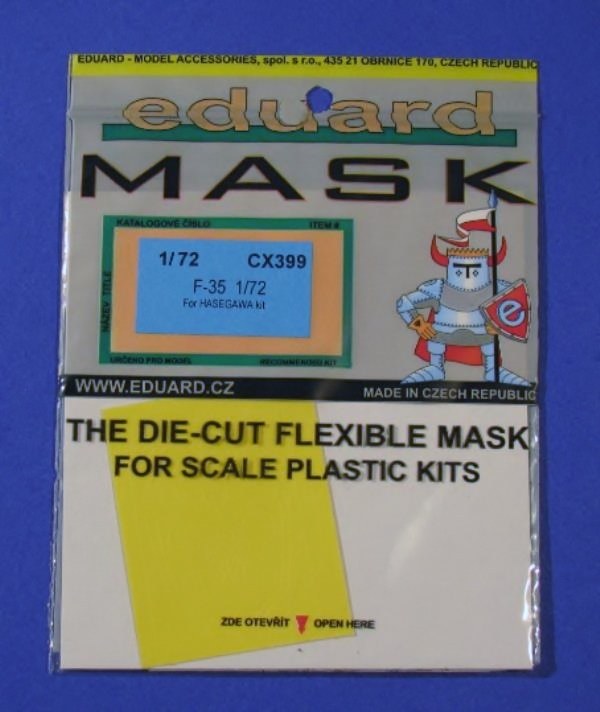 EDUARD - MODEL ACCESSORIES, spol. s r.o., 435 21 OBRNICE 170, CZECH REPUBLIC
eduard
MASK
KATALOGOVÉ ČÍSLO ITEM #
NÁZEV TITLE
1/72 CX399
F-35 1/72
For HASEGAWA kit
URČENO PRO MODEL RECOMMENDED KIT
e
WWW.EDUARD.CZ MADE IN CZECH REPUBLIC
THE DIE-CUT FLEXIBLE MASK
FOR SCALE PLASTIC KITS
ZDE OTEVŘÍT OPEN HERE